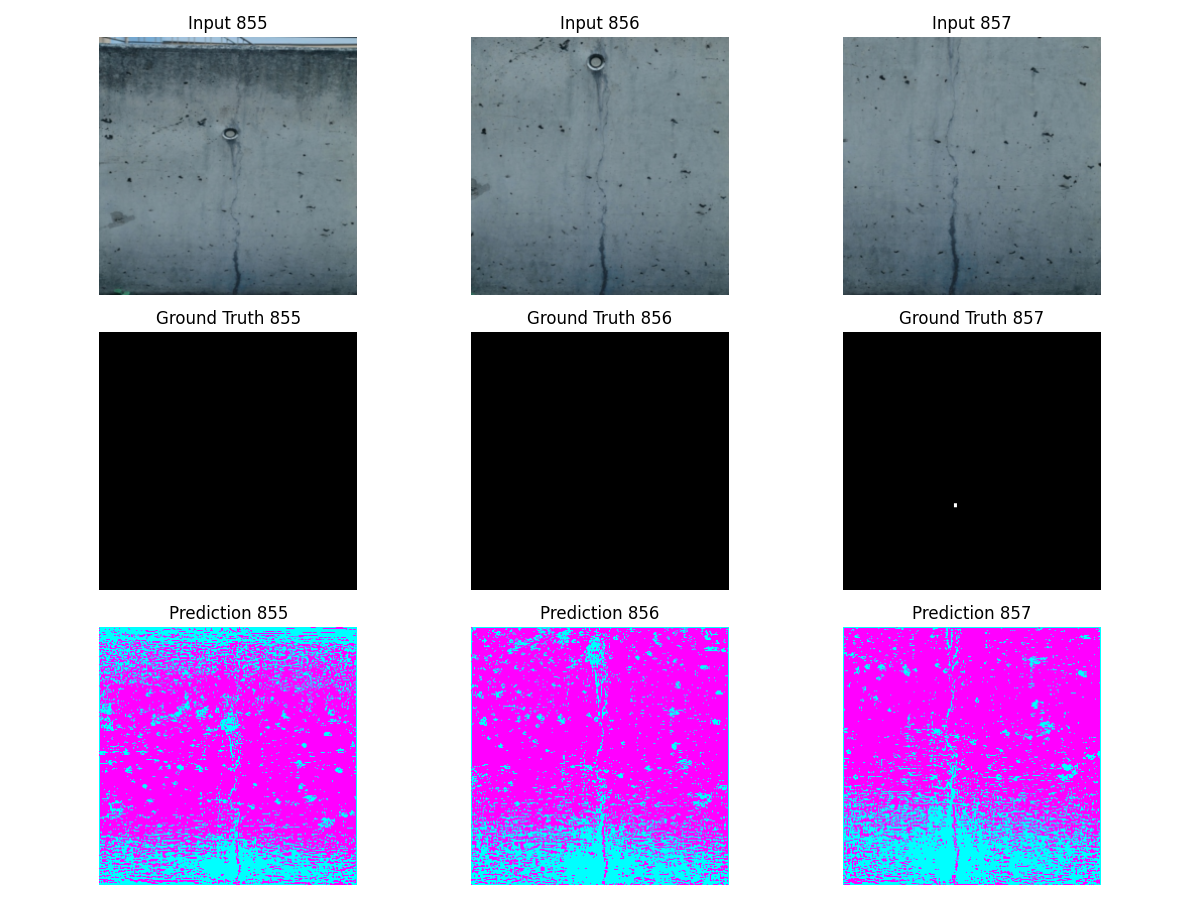 Input 855
Input 856
Input 857
Ground Truth 855
Ground Truth 856
Ground Truth 857
Prediction 855
Prediction 856
Prediction 857